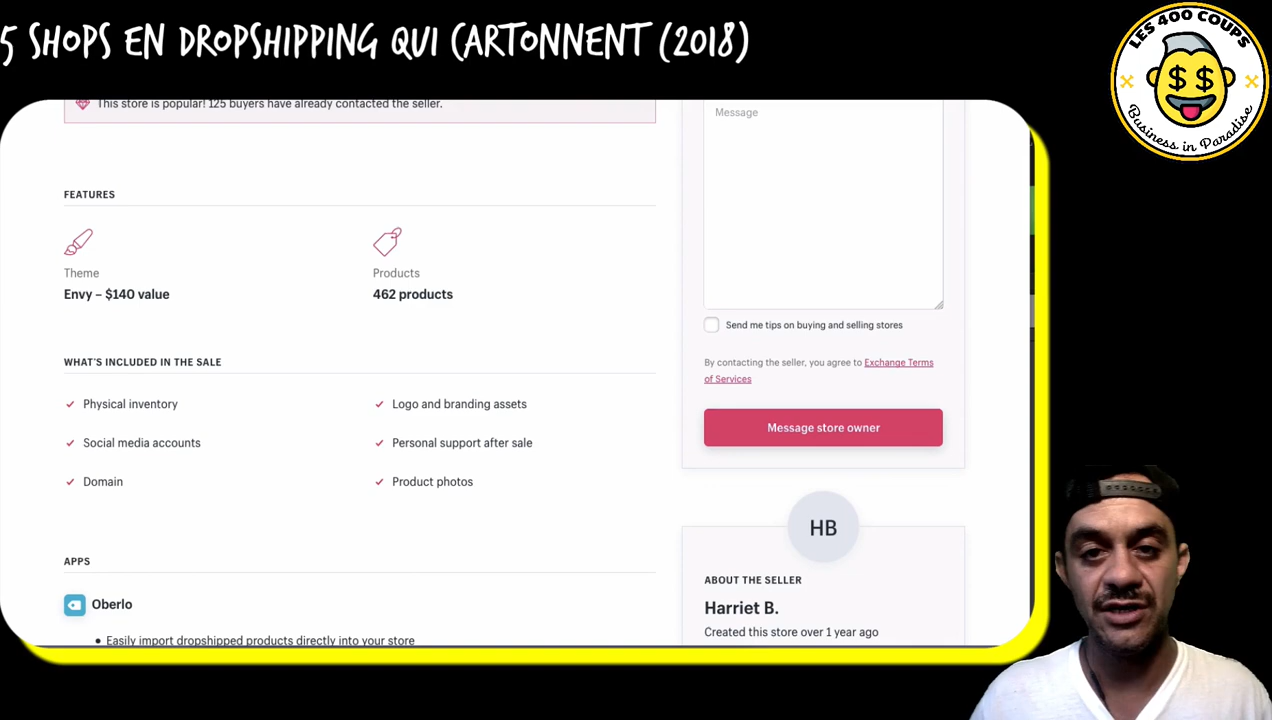 5 SHOPS EN DROPSHIPPING QUI CARTONNENT (2018)
LES 400 COUPS
$ $
Business in Paradise
This store is popular! 125 buyers have already contacted the seller.
FEATURES
Theme
Envy – $140 value
Products
462 products
WHAT'S INCLUDED IN THE SALE
Physical inventory
Logo and branding assets
Social media accounts
Personal support after sale
Domain
Product photos
APPS
Oberlo
• Easily import dropshipped products directly into your store
Message
Send me tips on buying and selling stores
By contacting the seller, you agree to Exchange Terms
of Services
Message store owner
HB
ABOUT THE SELLER
Harriet B.
Created this store over 1 year ago